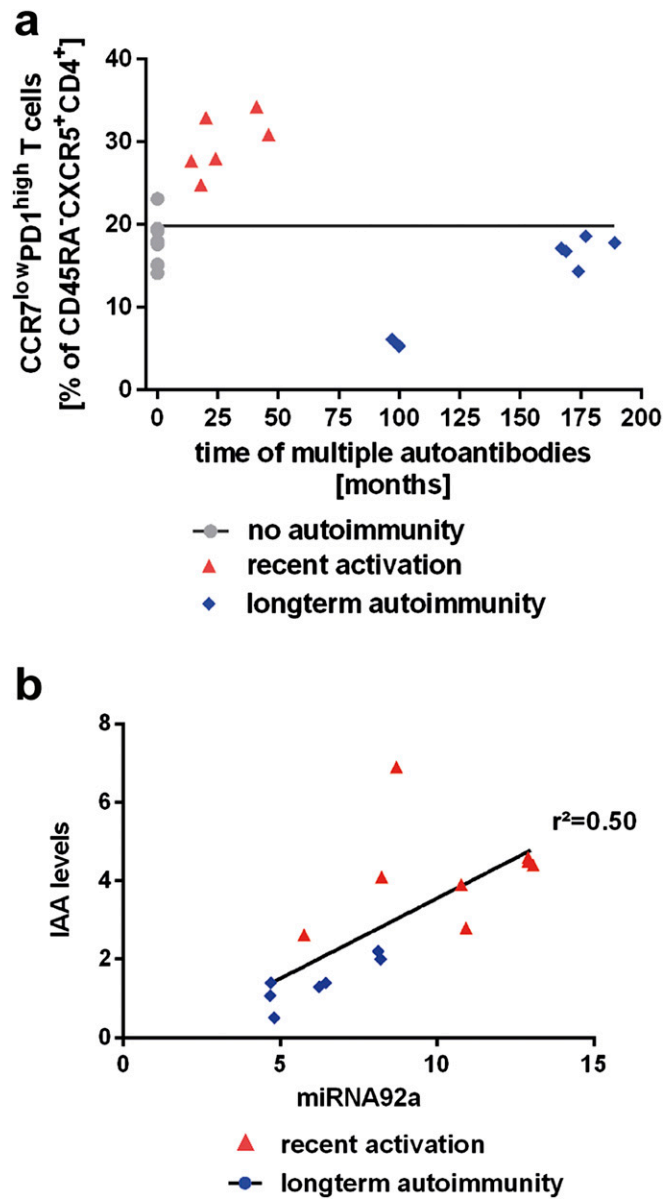 a
CCR7lowPD1high T cells
[% of CD45RA-CXCR5+CD4+]
40
30
20
10
0
0 25 50 75 100 125 150 175 200
time of multiple autoantibodies
[months]
no autoimmunity
recent activation
longterm autoimmunity
b
IAA levels
8
6
4
2
0
r²=0.50
0 5 10 15
miRNA92a
recent activation
longterm autoimmunity